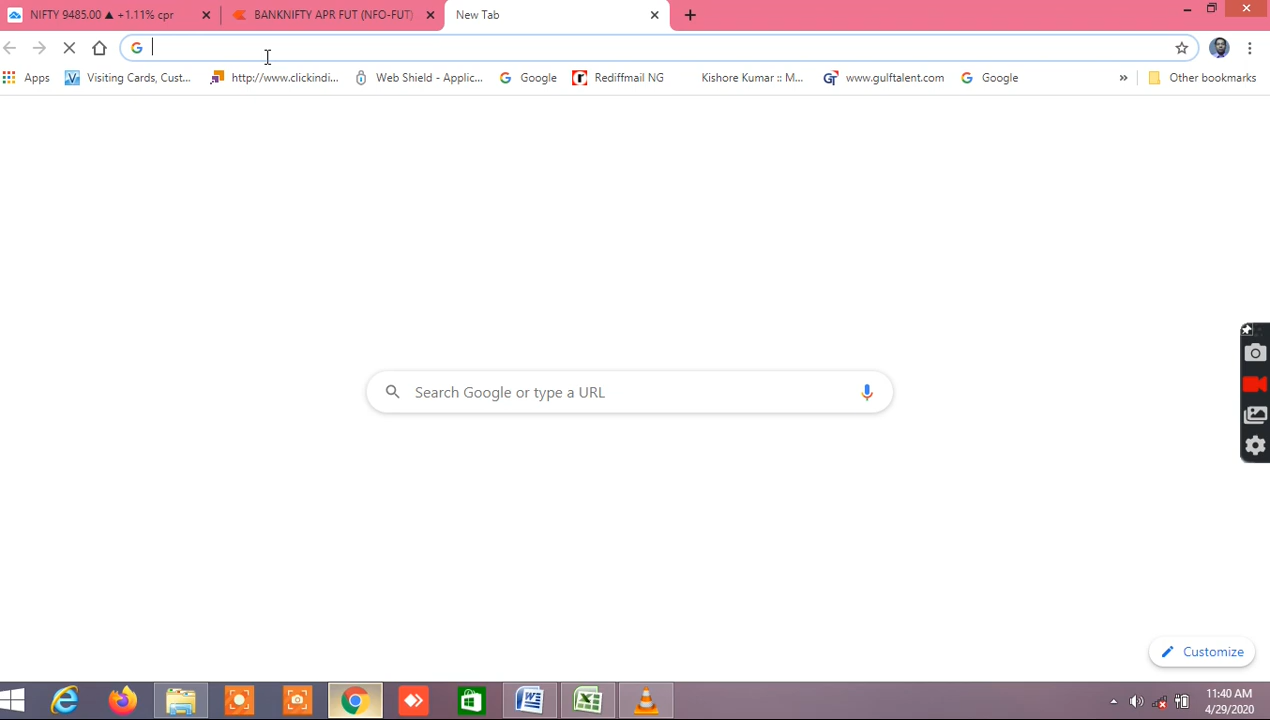 NIFTY 9485.00 ▲ +1.11% cpr
BANKNIFTY APR FUT (NFO-FUT)
New Tab
Apps
Visiting Cards, Cust...
http://www.clickindi...
Web Shield - Applic...
Google
Rediffmail NG
Kishore Kumar :: M...
www.gulftalent.com
Google
»
Other bookmarks
Search Google or type a URL
Customize
11:40 AM
4/29/2020